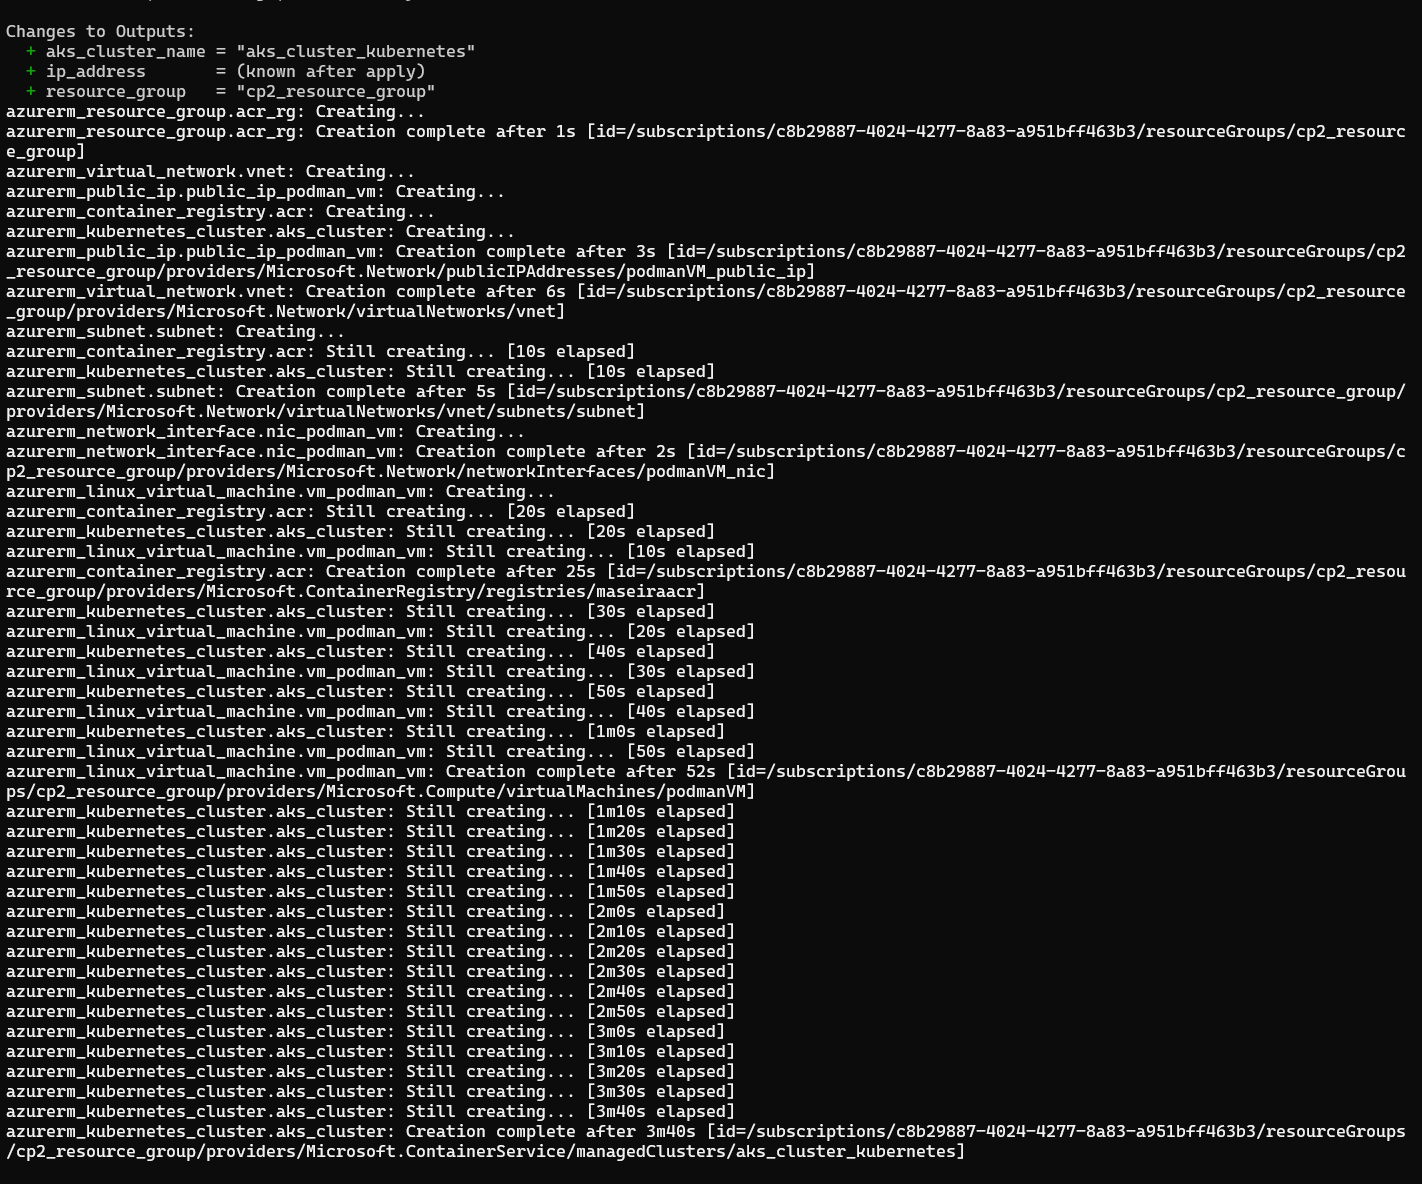 Changes to Outputs:
  + aks_cluster_name = "aks_cluster_kubernetes"
  + ip_address       = (known after apply)
  + resource_group   = "cp2_resource_group"
azurerm_resource_group.acr_rg: Creating...
azurerm_resource_group.acr_rg: Creation complete after 1s [id=/subscriptions/c8b29887-4024-4277-8a83-a951bff463b3/resourceGroups/cp2_resourc
e_group]
azurerm_virtual_network.vnet: Creating...
azurerm_public_ip.public_ip_podman_vm: Creating...
azurerm_container_registry.acr: Creating...
azurerm_kubernetes_cluster.aks_cluster: Creating...
azurerm_public_ip.public_ip_podman_vm: Creation complete after 3s [id=/subscriptions/c8b29887-4024-4277-8a83-a951bff463b3/resourceGroups/cp2
_resource_group/providers/Microsoft.Network/publicIPAddresses/podmanVM_public_ip]
azurerm_virtual_network.vnet: Creation complete after 6s [id=/subscriptions/c8b29887-4024-4277-8a83-a951bff463b3/resourceGroups/cp2_resource
_group/providers/Microsoft.Network/virtualNetworks/vnet]
azurerm_subnet.subnet: Creating...
azurerm_container_registry.acr: Still creating... [10s elapsed]
azurerm_kubernetes_cluster.aks_cluster: Still creating... [10s elapsed]
azurerm_subnet.subnet: Creation complete after 5s [id=/subscriptions/c8b29887-4024-4277-8a83-a951bff463b3/resourceGroups/cp2_resource_group/
providers/Microsoft.Network/virtualNetworks/vnet/subnets/subnet]
azurerm_network_interface.nic_podman_vm: Creating...
azurerm_network_interface.nic_podman_vm: Creation complete after 2s [id=/subscriptions/c8b29887-4024-4277-8a83-a951bff463b3/resourceGroups/c
p2_resource_group/providers/Microsoft.Network/networkInterfaces/podmanVM_nic]
azurerm_linux_virtual_machine.vm_podman_vm: Creating...
azurerm_container_registry.acr: Still creating... [20s elapsed]
azurerm_kubernetes_cluster.aks_cluster: Still creating... [20s elapsed]
azurerm_linux_virtual_machine.vm_podman_vm: Still creating... [10s elapsed]
azurerm_container_registry.acr: Creation complete after 25s [id=/subscriptions/c8b29887-4024-4277-8a83-a951bff463b3/resourceGroups/cp2_resou
rce_group/providers/Microsoft.ContainerRegistry/registries/maseiraacr]
azurerm_kubernetes_cluster.aks_cluster: Still creating... [30s elapsed]
azurerm_linux_virtual_machine.vm_podman_vm: Still creating... [20s elapsed]
azurerm_kubernetes_cluster.aks_cluster: Still creating... [40s elapsed]
azurerm_linux_virtual_machine.vm_podman_vm: Still creating... [30s elapsed]
azurerm_kubernetes_cluster.aks_cluster: Still creating... [50s elapsed]
azurerm_linux_virtual_machine.vm_podman_vm: Still creating... [40s elapsed]
azurerm_kubernetes_cluster.aks_cluster: Still creating... [1m0s elapsed]
azurerm_linux_virtual_machine.vm_podman_vm: Still creating... [50s elapsed]
azurerm_linux_virtual_machine.vm_podman_vm: Creation complete after 52s [id=/subscriptions/c8b29887-4024-4277-8a83-a951bff463b3/resourceGrou
ps/cp2_resource_group/providers/Microsoft.Compute/virtualMachines/podmanVM]
azurerm_kubernetes_cluster.aks_cluster: Still creating... [1m10s elapsed]
azurerm_kubernetes_cluster.aks_cluster: Still creating... [1m20s elapsed]
azurerm_kubernetes_cluster.aks_cluster: Still creating... [1m30s elapsed]
azurerm_kubernetes_cluster.aks_cluster: Still creating... [1m40s elapsed]
azurerm_kubernetes_cluster.aks_cluster: Still creating... [1m50s elapsed]
azurerm_kubernetes_cluster.aks_cluster: Still creating... [2m0s elapsed]
azurerm_kubernetes_cluster.aks_cluster: Still creating... [2m10s elapsed]
azurerm_kubernetes_cluster.aks_cluster: Still creating... [2m20s elapsed]
azurerm_kubernetes_cluster.aks_cluster: Still creating... [2m30s elapsed]
azurerm_kubernetes_cluster.aks_cluster: Still creating... [2m40s elapsed]
azurerm_kubernetes_cluster.aks_cluster: Still creating... [2m50s elapsed]
azurerm_kubernetes_cluster.aks_cluster: Still creating... [3m0s elapsed]
azurerm_kubernetes_cluster.aks_cluster: Still creating... [3m10s elapsed]
azurerm_kubernetes_cluster.aks_cluster: Still creating... [3m20s elapsed]
azurerm_kubernetes_cluster.aks_cluster: Still creating... [3m30s elapsed]
azurerm_kubernetes_cluster.aks_cluster: Still creating... [3m40s elapsed]
azurerm_kubernetes_cluster.aks_cluster: Creation complete after 3m40s [id=/subscriptions/c8b29887-4024-4277-8a83-a951bff463b3/resourceGroups
/cp2_resource_group/providers/Microsoft.ContainerService/managedClusters/aks_cluster_kubernetes]